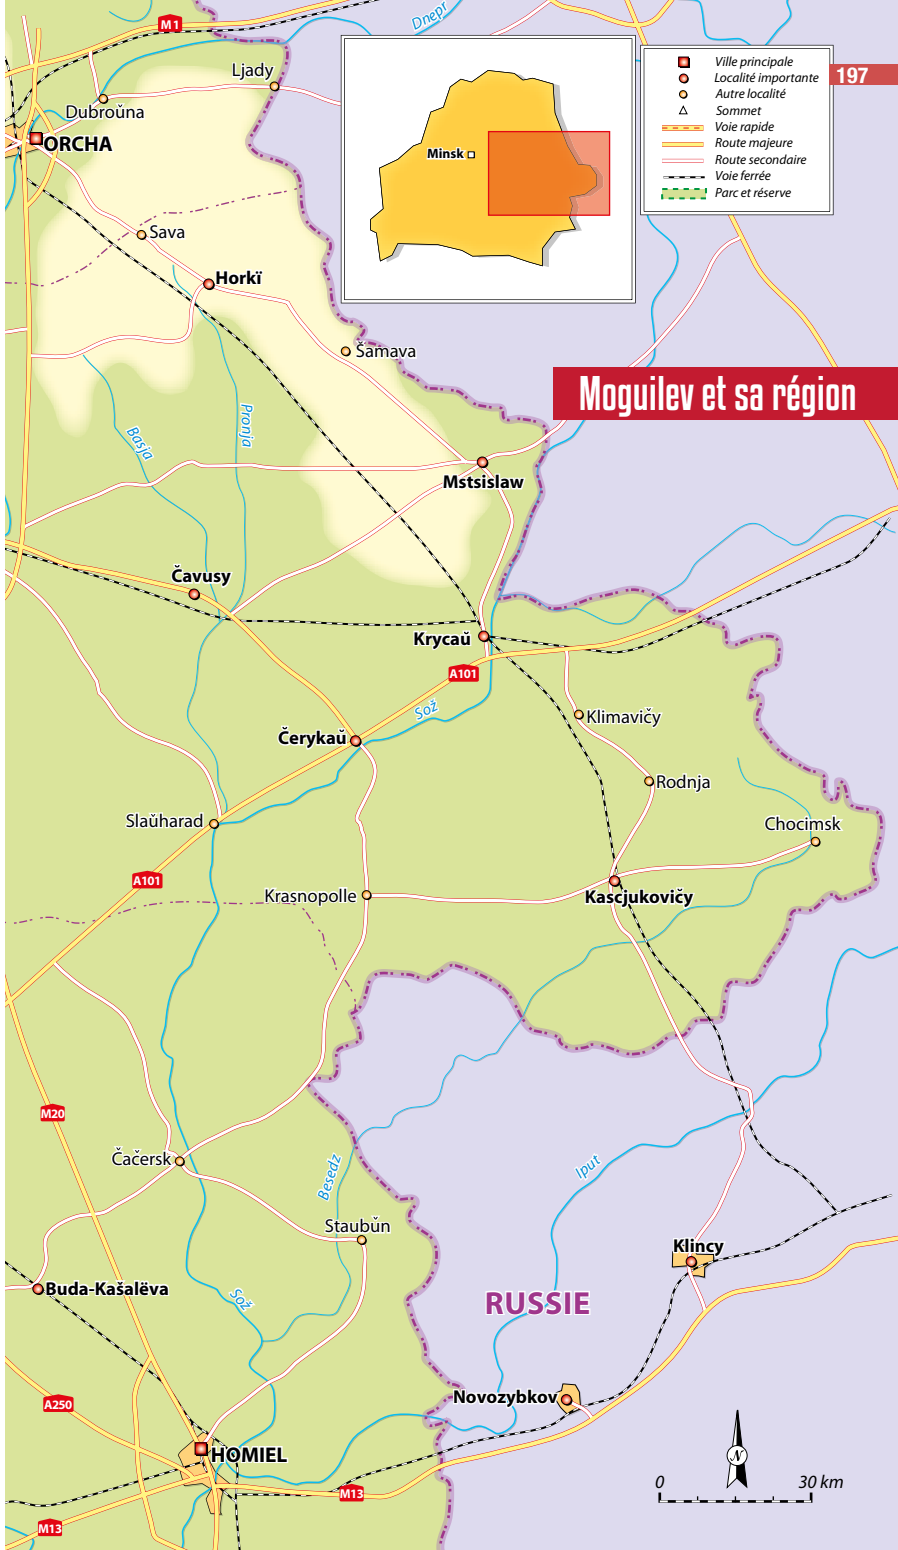 Dnepr
M1
Ljady
Dubroŭna
ORCHA
Minsk
Ville principale
Localité importante
Autre localité
Sommet
Voie rapide
Route majeure
Route secondaire
Voie ferrée
Parc et réserve
197
Sava
Horkï
Šamava
Moguilev et sa région
Basja
Pronja
Mstsislaw
Čavusy
Krycaŭ
A101
Sož
Klimavičy
Čerykaŭ
Rodnja
Slaŭharad
Chocimsk
A101
Krasnopolle
Kascjukovičy
M20
Čačersk
Besedz
Iput
Staubŭn
Klincy
Buda-Kašalëva
Sož
RUSSIE
Novozybkov
A250
HOMIEL
N
0 30 km
M13
M13